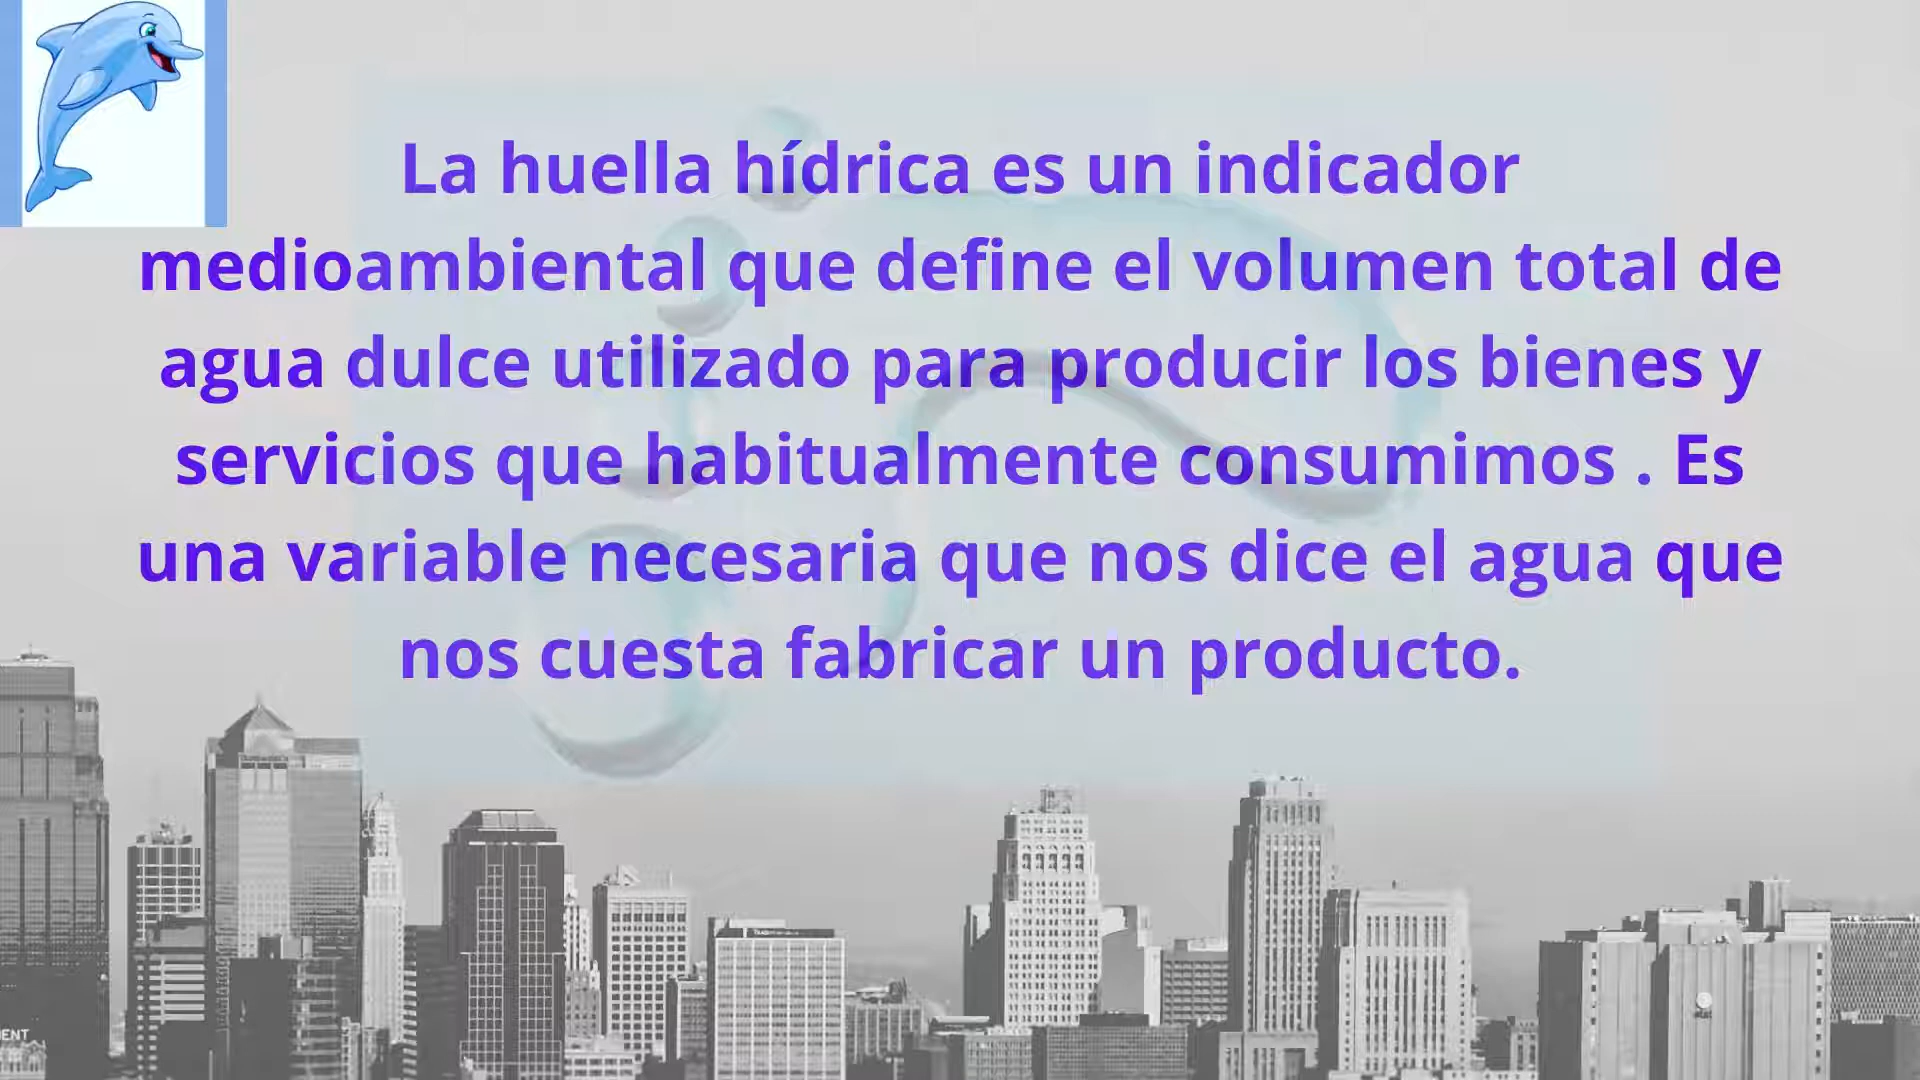 La huella hídrica es un indicador
medioambiental que define el volumen total de
agua dulce utilizado para producir los bienes y
servicios que habitualmente consumimos . Es
una variable necesaria que nos dice el agua que
nos cuesta fabricar un producto.